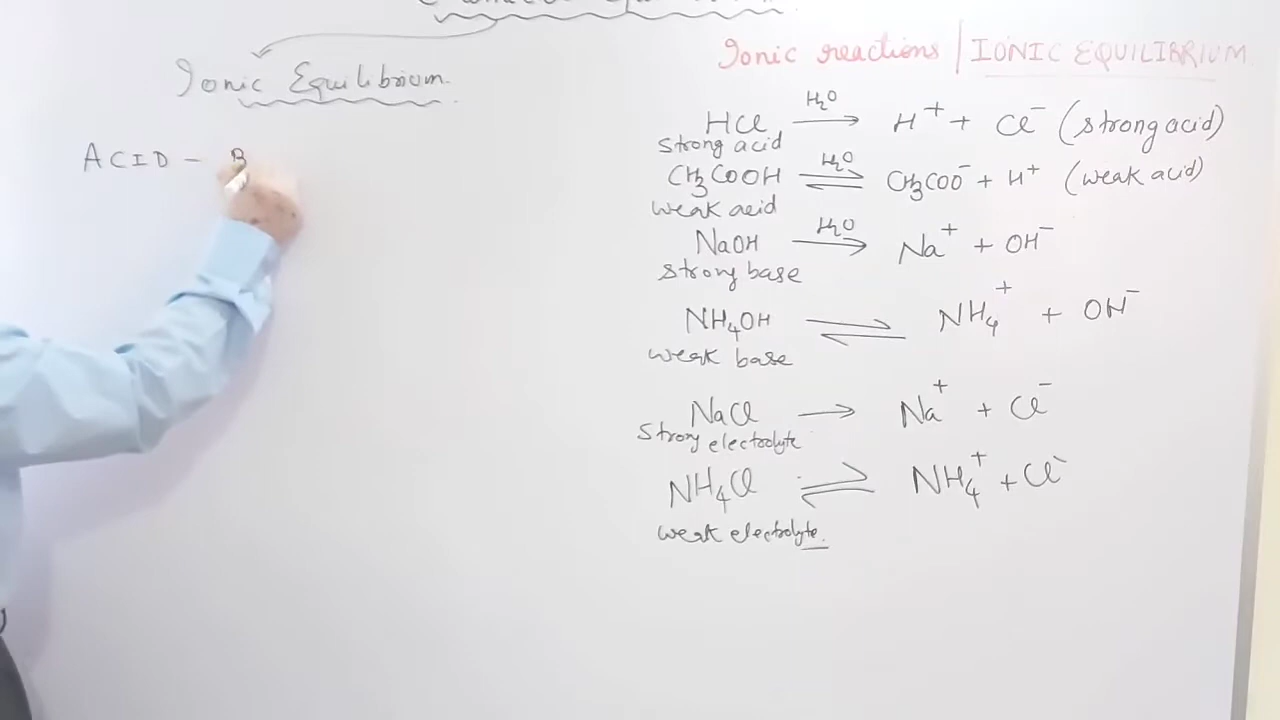 Ionic Equilibrium.
ACID - B
Ionic reactions | IONIC EQUILIBRIUM
HCl →(H₂O) H⁺ + Cl⁻ (strong acid)
strong acid
CH₃COOH ⇌(H₂O) CH₃COO⁻ + H⁺ (weak acid)
weak acid
NaOH →(H₂O) Na⁺ + OH⁻
strong base
NH₄OH ⇌ NH₄⁺ + OH⁻
weak base
NaCl → Na⁺ + Cl⁻
Strong electrolyte
NH₄Cl ⇌ NH₄⁺ + Cl⁻
weak electrolyte.